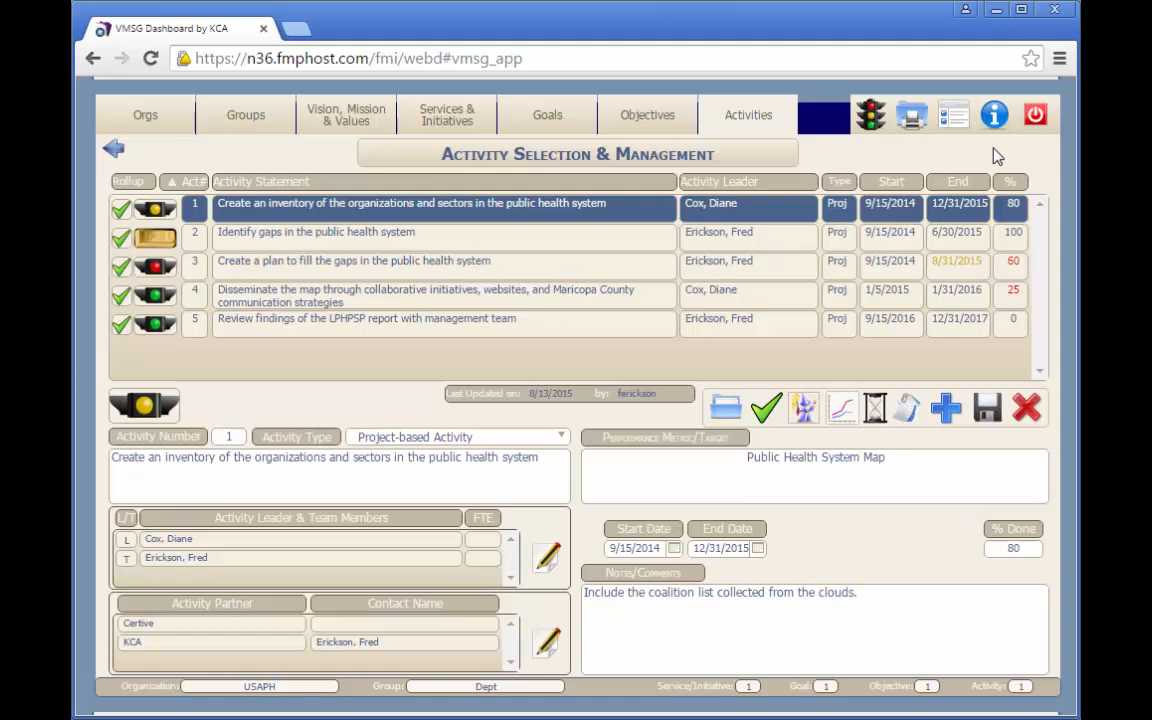 VMSG Dashboard by KCA
https://n36.fmphost.com/fmi/webd#vmsg_app
Orgs
Groups
Vision, Mission
& Values
Services &
Initiatives
Goals
Objectives
Activities
Activity Selection & Management
Rollup ▲ Act# Activity Statement Activity Leader Type Start End %
1 Create an inventory of the organizations and sectors in the public health system Cox, Diane Proj 9/15/2014 12/31/2015 80
2 Identify gaps in the public health system Erickson, Fred Proj 9/15/2014 6/30/2015 100
3 Create a plan to fill the gaps in the public health system Erickson, Fred Proj 9/15/2014 8/31/2015 60
4 Disseminate the map through collaborative initiatives, websites, and Maricopa County Cox, Diane Proj 1/5/2015 1/31/2016 25
communication strategies
5 Review findings of the LPHPSP report with management team Erickson, Fred Proj 9/15/2016 12/31/2017 0
Last Updated on: 8/13/2015 by: ferickson
Activity Number 1 Activity Type Project-based Activity
Create an inventory of the organizations and sectors in the public health system
Performance Metric/Target
Public Health System Map
L/T Activity Leader & Team Members FTE
L Cox, Diane
T Erickson, Fred
Start Date End Date % Done
9/15/2014 12/31/2015 80
Notes/Comments
Include the coalition list collected from the clouds.
Activity Partner Contact Name
Certive
KCA Erickson, Fred
Organization: USAPH Group: Dept Service/Initiative: 1 Goal: 1 Objective: 1 Activity: 1